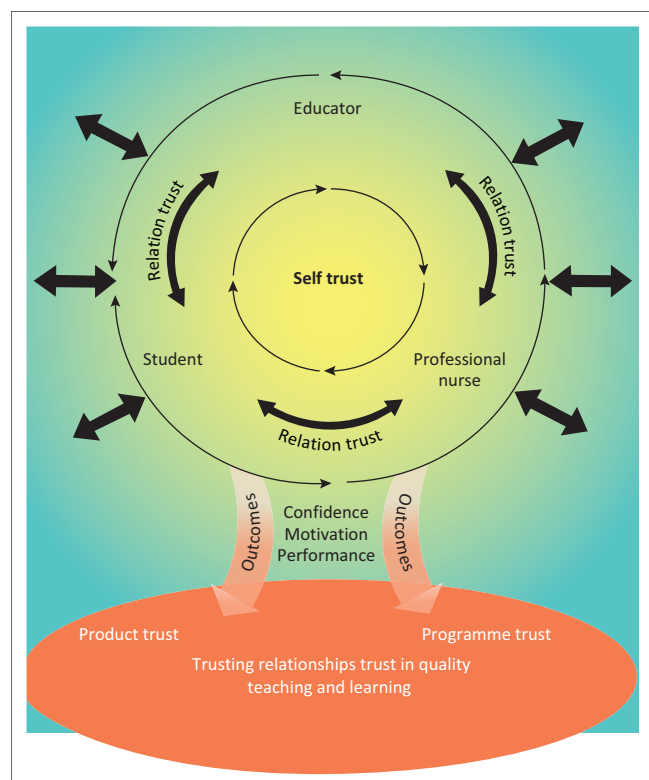 Educator
Relation trust
Relation trust
Self trust
Student
Professional
nurse
Relation trust
Outcomes
Confidence
Motivation
Performance
Outcomes
Product trust
Programme trust
Trusting relationships trust in quality
teaching and learning